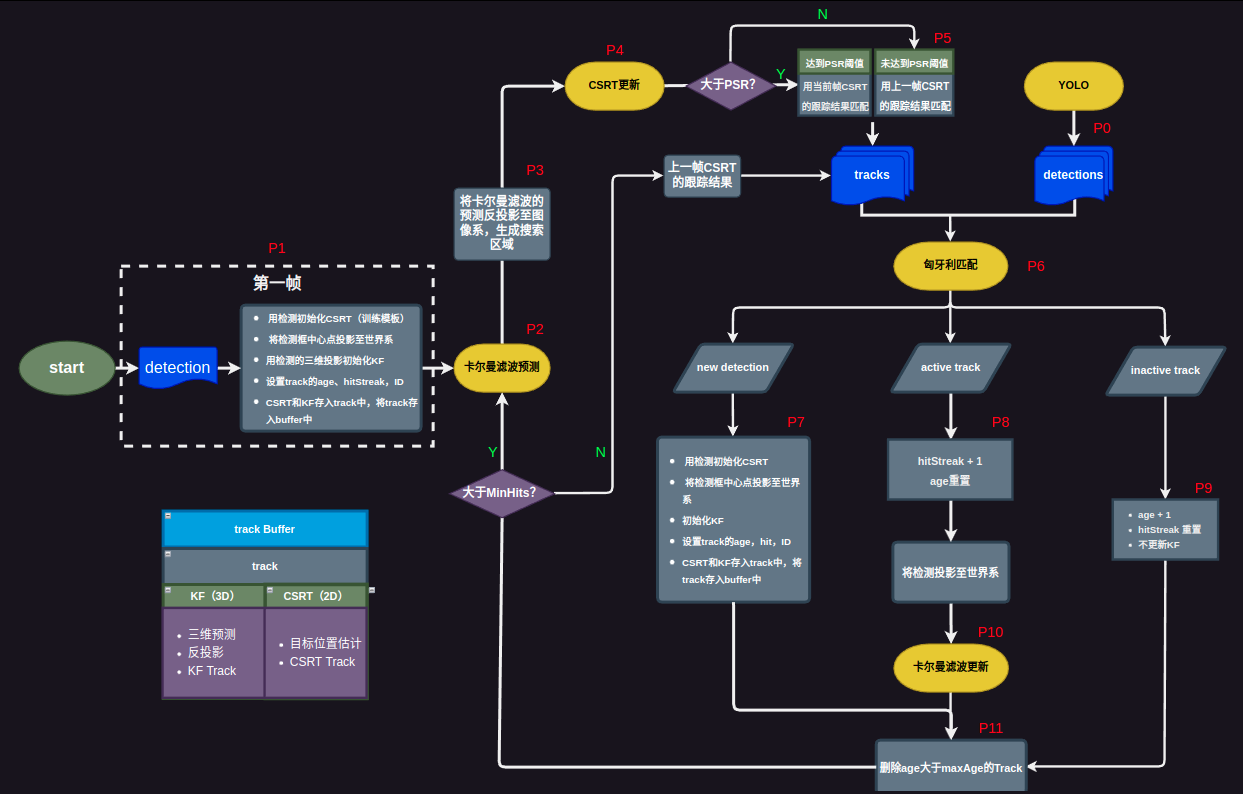 N
P4
P5
CSRT更新
大于PSR?
Y
达到PSR阈值
用当前帧CSRT
的跟踪结果匹配
未达到PSR阈值
用上一帧CSRT
的跟踪结果匹配
YOLO
P0
P3
上一帧CSRT
的跟踪结果
tracks
detections
将卡尔曼滤波的
预测反投影至图
像系，生成搜索
区域
P1
第一帧
匈牙利匹配
P6
start
detection
用检测初始化CSRT（训练模板）
将检测框中心点投影至世界系
用检测的三维投影初始化KF
设置track的age、hitStreak，ID
CSRT和KF存入track中，将track存
入buffer中
P2
卡尔曼滤波预测
new detection
active track
inactive track
Y
N
大于MinHits?
P7
用检测初始化CSRT
将检测框中心点投影至世界
系
初始化KF
设置track的age，hit，ID
CSRT和KF存入track中，将
track存入buffer中
P8
hitStreak + 1
age重置
将检测投影至世界系
P9
age + 1
hitStreak 重置
不更新KF
track Buffer
track
KF（3D）
CSRT（2D）
三维预测
反投影
KF Track
目标位置估计
CSRT Track
P10
卡尔曼滤波更新
P11
删除age大于maxAge的Track